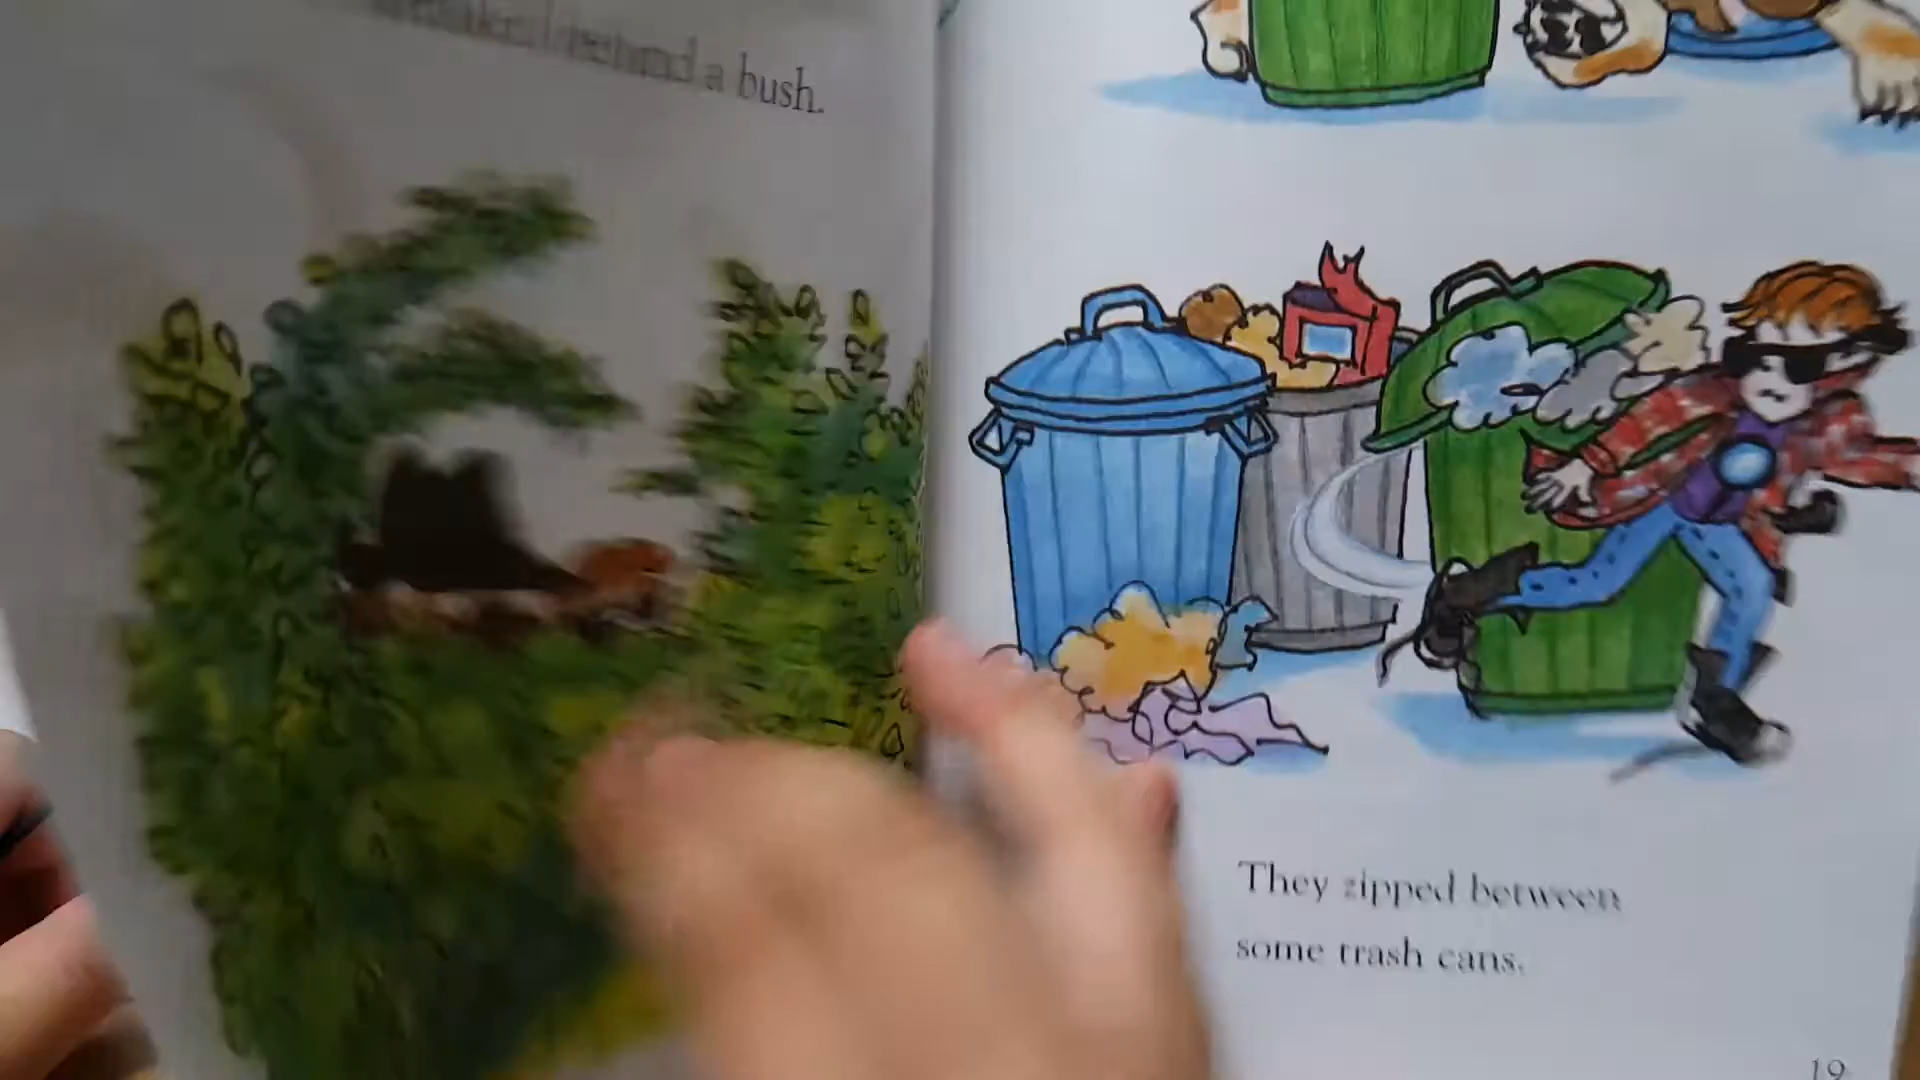 a bush.
They zipped between
some trash cans.
19